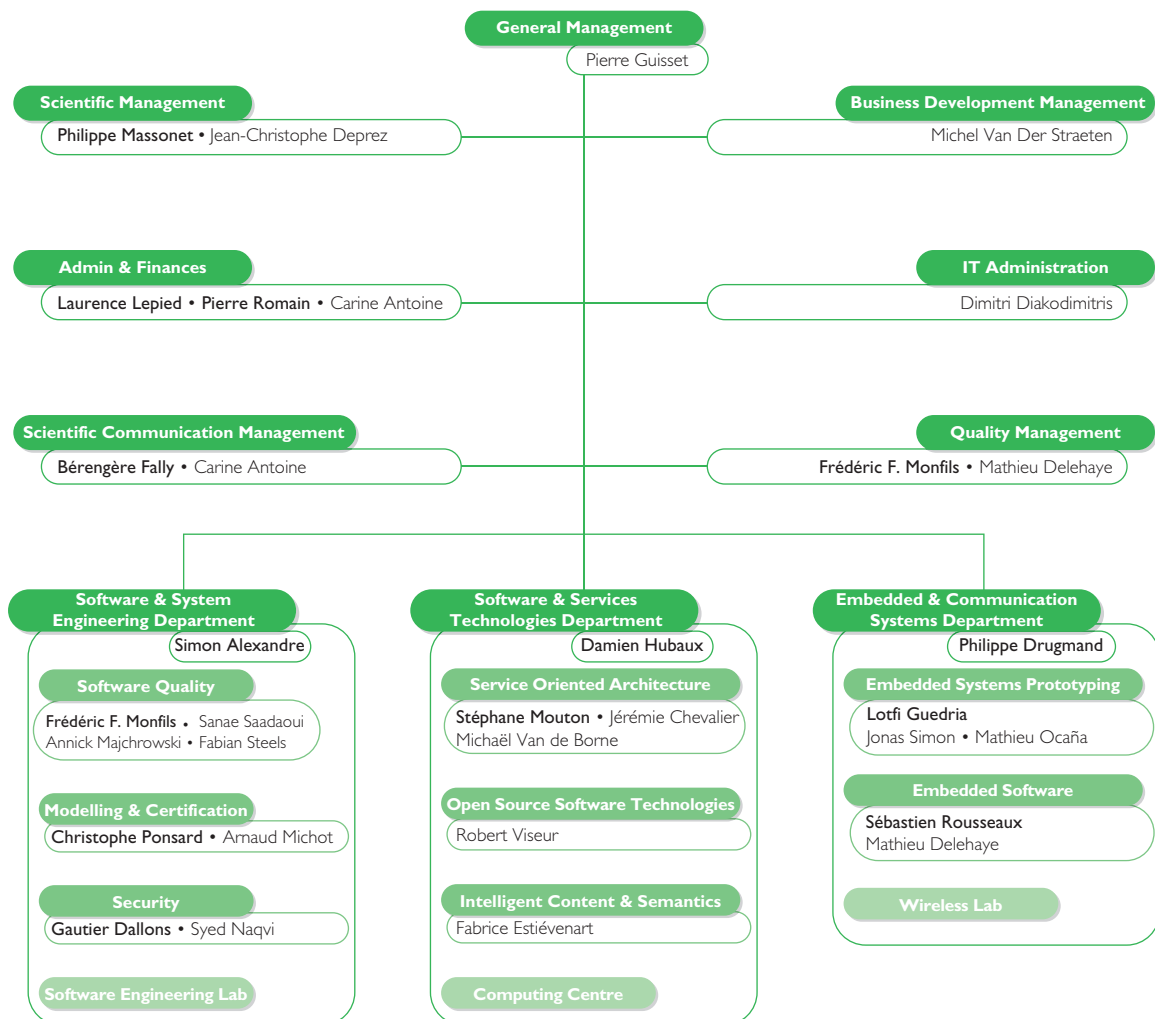 General Management
Pierre Guisset
Scientific Management
Philippe Massonet • Jean-Christophe Deprez
Business Development Management
Michel Van Der Straeten
Admin & Finances
Laurence Lepied • Pierre Romain • Carine Antoine
IT Administration
Dimitri Diakodimitris
Scientific Communication Management
Bérengère Fally • Carine Antoine
Quality Management
Frédéric F. Monfils • Mathieu Delehaye
Software & System
Engineering Department
Simon Alexandre
Software Quality
Frédéric F. Monfils • Sanae Saadaoui
Annick Majchrowski • Fabian Steels
Modelling & Certification
Christophe Ponsard • Arnaud Michot
Security
Gautier Dallons • Syed Naqvi
Software Engineering Lab
Software & Services
Technologies Department
Damien Hubaux
Service Oriented Architecture
Stéphane Mouton • Jérémie Chevalier
Michaël Van de Borne
Open Source Software Technologies
Robert Viseur
Intelligent Content & Semantics
Fabrice Estiévenart
Computing Centre
Embedded & Communication
Systems Department
Philippe Drugmand
Embedded Systems Prototyping
Lotfi Guedria
Jonas Simon • Mathieu Ocaña
Embedded Software
Sébastien Rousseaux
Mathieu Delehaye
Wireless Lab